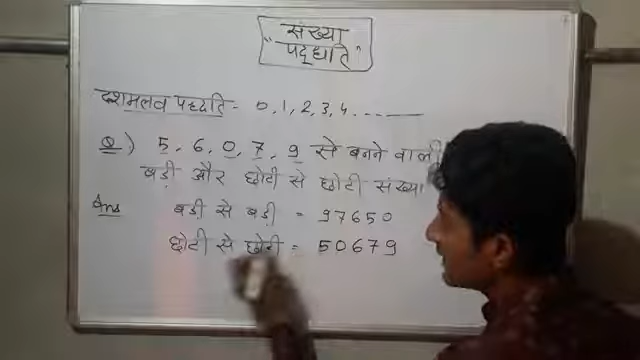 संख्या
" पद्धति "
दशमलव पद्धति - 0, 1, 2, 3, 4 - - - ——
Q) 5, 6, 0, 7, 9 से बनने वाली
बड़ी और छोटी से छोटी संख्या
Ans बड़ी से बड़ी = 97650
छोटी से छोटी = 50679